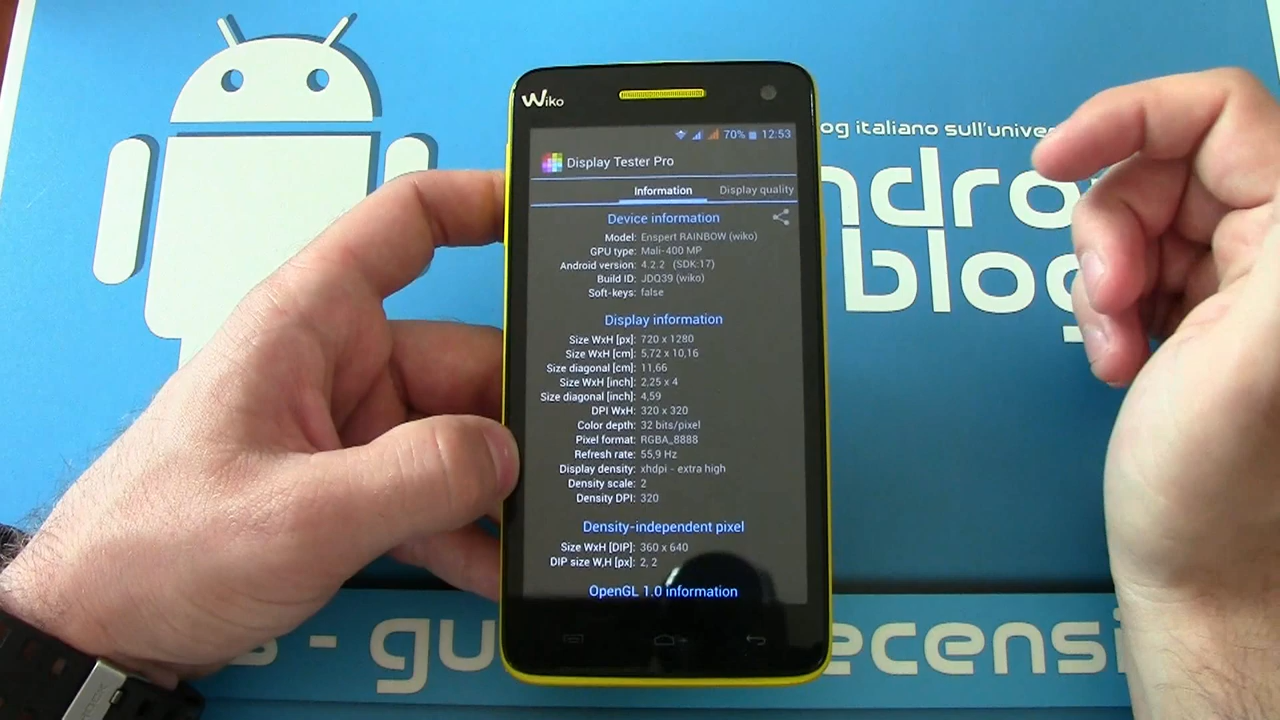 Wiko
70% 12:53
Display Tester Pro
Information Display quality
Device information
Model: Enspert RAINBOW (wiko)
GPU type: Mali-400 MP
Android version: 4.2.2 (SDK:17)
Build ID: JDQ39 (wiko)
Soft-keys: false
Display information
Size WxH [px]: 720 x 1280
Size WxH [cm]: 5,72 x 10,16
Size diagonal [cm]: 11,66
Size WxH [inch]: 2,25 x 4
Size diagonal [inch]: 4,59
DPI WxH: 320 x 320
Color depth: 32 bits/pixel
Pixel format: RGBA_8888
Refresh rate: 55,9 Hz
Display density: xhdpi - extra high
Density scale: 2
Density DPI: 320
Density-independent pixel
Size WxH [DIP]: 360 x 640
DIP size W,H [px]: 2, 2
OpenGL 1.0 information
og italiano sull'unive
ndro
blog
s - gu ecensi